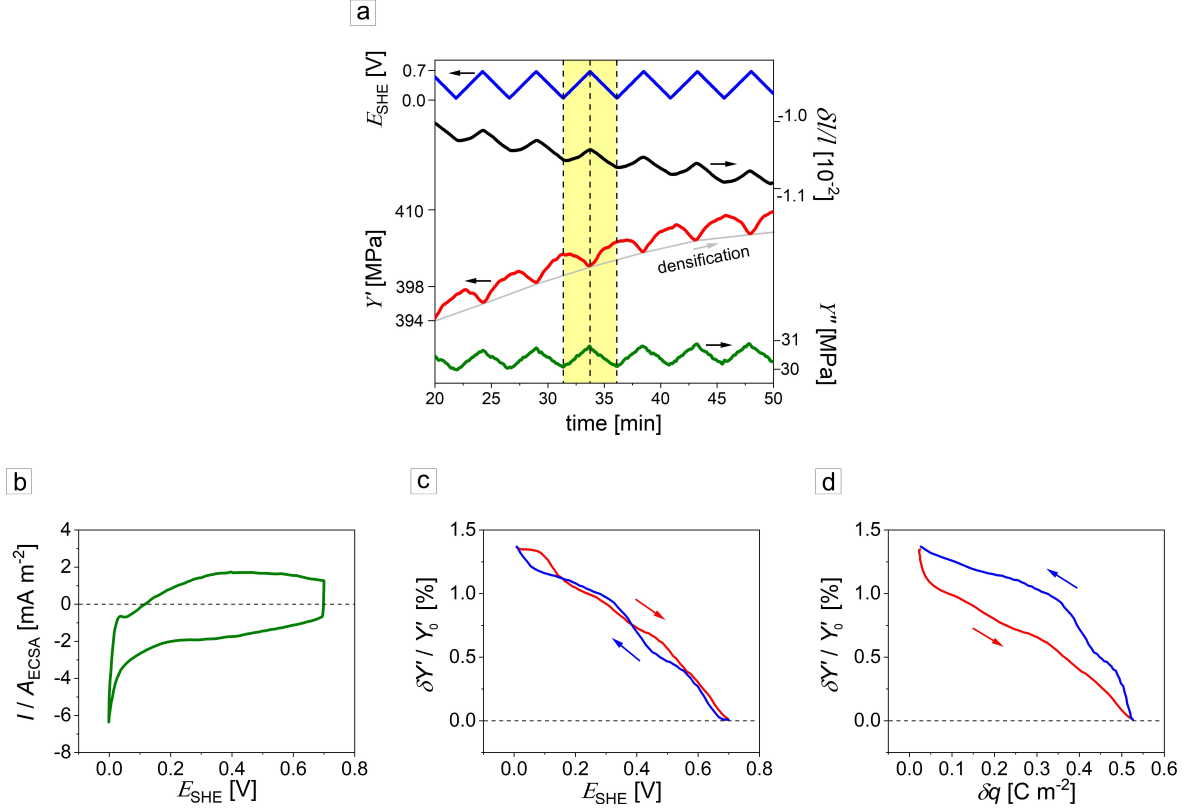 a
E_SHE [V]
0.7
0.0
-1.0
-1.1
δl/l [10⁻²]
410
398
394
Y′ [MPa]
densification
31
30
Y″ [MPa]
20 25 30 35 40 45 50
time [min]
b
4
2
0
-2
-4
-6
-8
I / A_ECSA [mA m⁻²]
0.0 0.2 0.4 0.6 0.8
E_SHE [V]
c
1.5
1.0
0.5
0.0
δY′ / Y′₀ [%]
0.0 0.2 0.4 0.6 0.8
E_SHE [V]
d
1.5
1.0
0.5
0.0
δY′ / Y′₀ [%]
0.0 0.1 0.2 0.3 0.4 0.5 0.6
δq [C m⁻²]